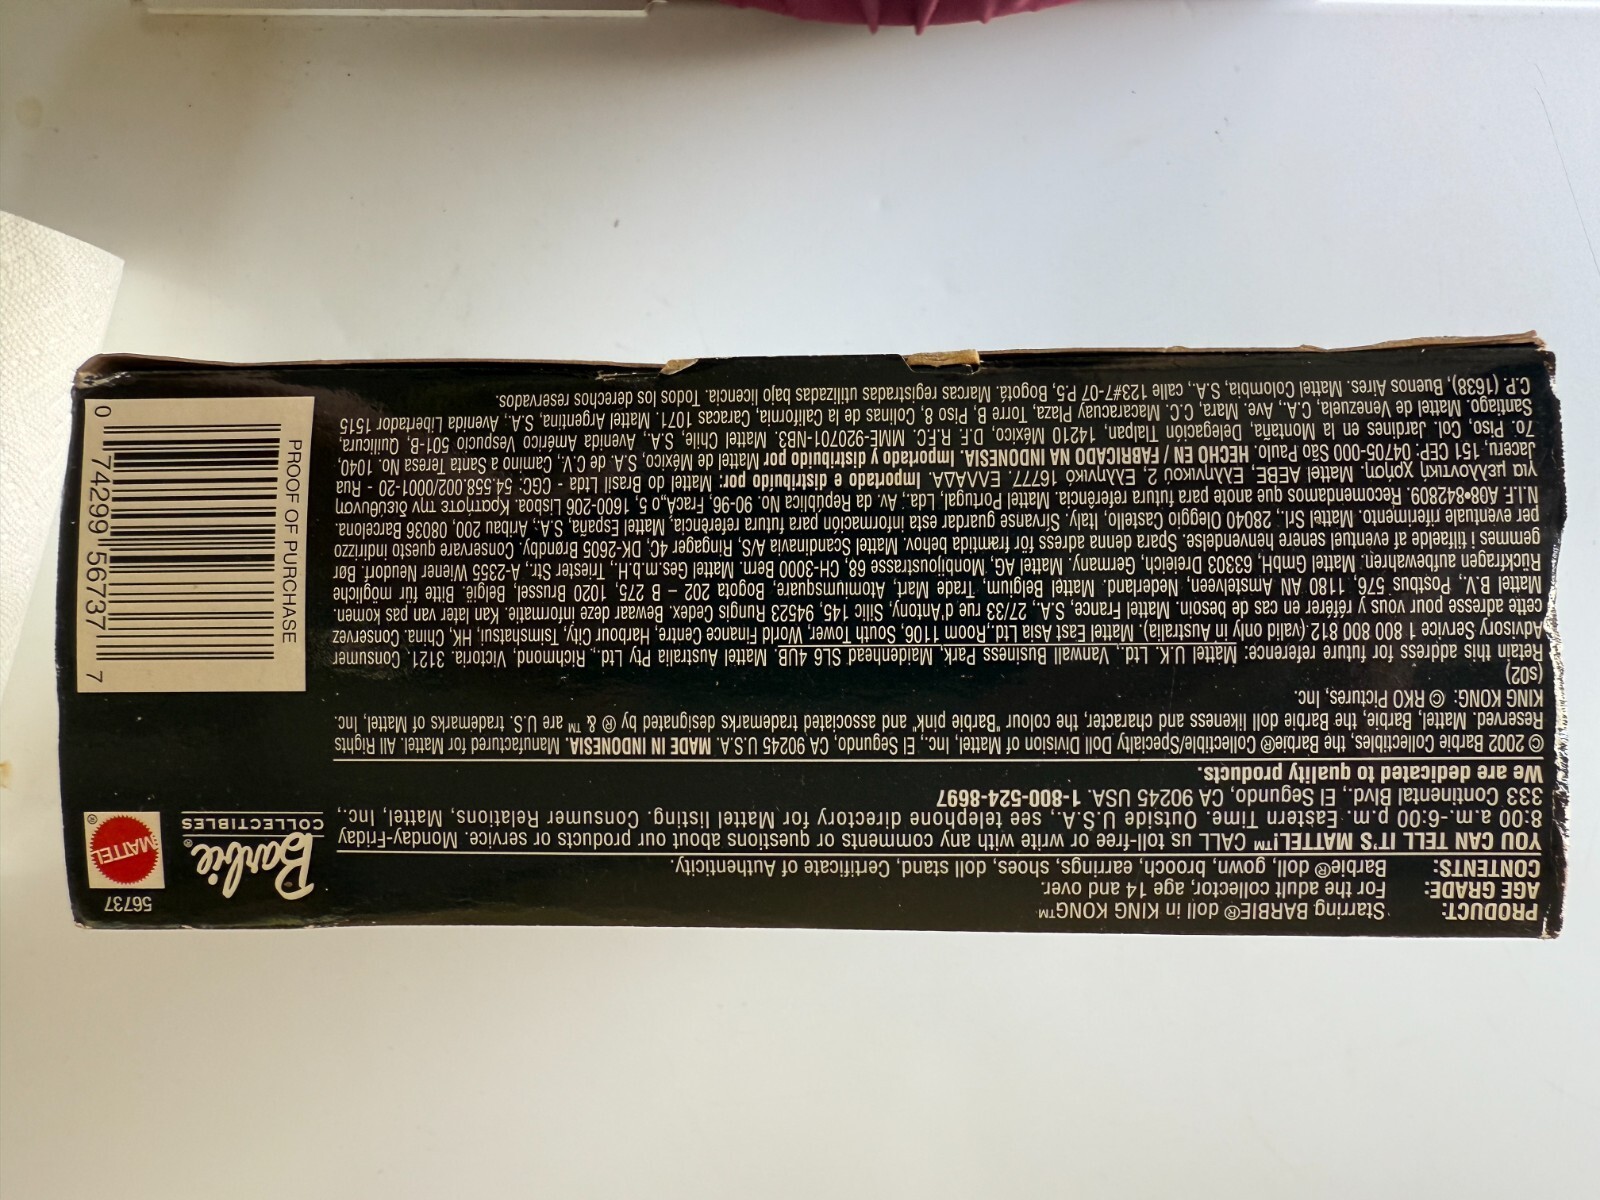 PRODUCT: Starring BARBIE® doll in KING KONG™
AGE GRADE: For the adult collector, age 14 and over.
CONTENTS: Barbie® doll, gown, brooch, earrings, shoes, doll stand, Certificate of Authenticity.
YOU CAN TELL IT'S MATTEL!™ CALL us toll-free or write with any comments or questions about our products or service. Monday-Friday
8:00 a.m.-6:00 p.m. Eastern Time. Outside U.S.A., see telephone directory for Mattel listing. Consumer Relations, Mattel, Inc.,
333 Continental Blvd., El Segundo, CA 90245 USA. 1-800-524-8697
We are dedicated to quality products.
© 2002 Barbie Collectibles, the Barbie® Collectible/Specialty Doll Division of Mattel, Inc., El Segundo, CA 90245 U.S.A. MADE IN INDONESIA. Manufactured for Mattel. All Rights
Reserved. Mattel, Barbie, the Barbie doll likeness and character, the colour "Barbie pink", and associated trademarks designated by ® & ™ are U.S. trademarks of Mattel, Inc.
KING KONG: © RKO Pictures, Inc.
(s02)
Retain this address for future reference: Mattel U.K. Ltd., Vanwall Business Park, Maidenhead SL6 4UB. Mattel Australia Pty Ltd., Richmond, Victoria. 3121. Consumer
Advisory Service 1 800 800 812 (valid only in Australia). Mattel East Asia Ltd., Room 1106, South Tower, World Finance Centre, Harbour City, Tsimshatsui, HK, China. Conservez
cette adresse pour vous y référer en cas de besoin. Mattel France, S.A., 27/33 rue d'Antony, Silic 145, 94523 Rungis Cedex. Bewaar deze informatie. Kan later van pas komen.
Mattel B.V., Postbus 576, 1180 AN Amstelveen, Nederland. Mattel Belgium, Trade Mart, Atomiumsquare, Bogota 202 – B 275, 1020 Brussel, België. Bitte für mögliche
Rückfragen aufbewahren: Mattel GmbH, 63303 Dreieich, Germany. Mattel AG, Monbijoustrasse 68, CH-3000 Bern. Mattel Ges.m.b.H., Triester Str., A-2355 Wiener Neudorf. Bør
gemmes i tilfælde af eventuel senere henvendelse. Spara denna adress för framtida behov. Mattel Scandinavia A/S, Ringager 4C, DK-2605 Brøndby. Conservare questo indirizzo
per eventuale riferimento. Mattel Srl., 28040 Oleggio Castello, Italy. Sírvanse guardar esta información para futura referencia, Mattel España, S.A., Aribau 200, 08036 Barcelona.
N.I.F. A08•842809. Recomendamos que anote para futura referência. Mattel Portugal, Lda., Av. da República No. 90-96, FracÃ„o 5, 1600-206 Lisboa. Κρατήστε την διεύθυνση
για μελλοντική χρήση. Mattel AEBE, Ελληνικού 2, Ελληνικό 16777, ΕΛΛΑΔΑ. Importado e distribuido por: Mattel do Brasil Ltda - CGC: 54.558.002/0001-20 - Rua
Jaceru, 151 CEP: 04705-000 São Paulo. HECHO EN / FABRICADO NA INDONESIA. Importado y distribuido por Mattel de México, S.A. de C.V., Camino a Santa Teresa No. 1040,
7o. Piso, Col. Jardines en la Montaña, Delegación Tlalpan, 14210 México, D.F. R.F.C. MME-920701-NB3. Mattel Chile, S.A., Avenida Américo Vespucio 501-B, Quilicura,
Santiago. Mattel de Venezuela, C.A., Ave. Mara, C.C. Macaracuay Plaza, Torre B, Piso 8, Colinas de la California, Caracas 1071. Mattel Argentina, S.A., Avenida Libertador 1515
C.P. (1638), Buenos Aires. Mattel Colombia, S.A., calle 123#7-07 P.5, Bogotá. Marcas registradas utilizadas bajo licencia. Todos los derechos reservados.
56737
Barbie®
COLLECTIBLES
MATTEL®
PROOF OF PURCHASE
0 74299 56737 7